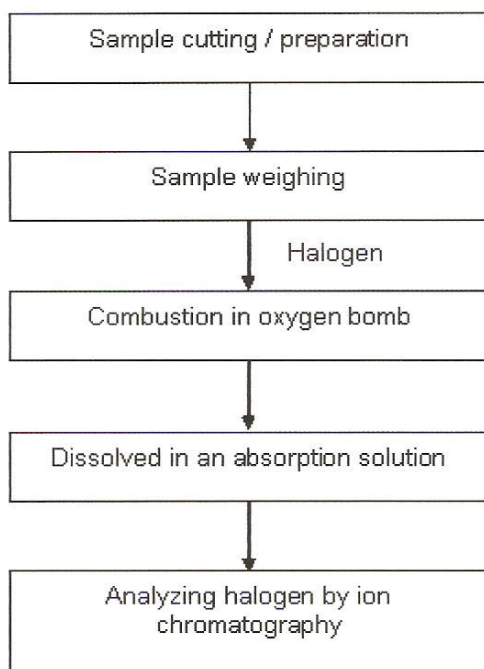 Sample cutting / preparation
Sample weighing
Halogen
Combustion in oxygen bomb
Dissolved in an absorption solution
Analyzing halogen by ion
chromatography